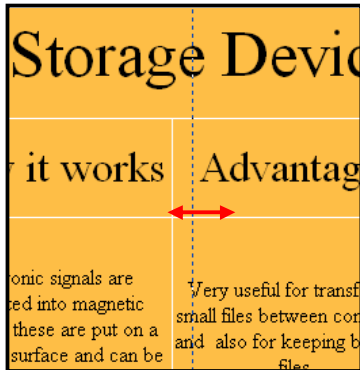 Storage Devic
it works
Advantag
onic signals are
ted into magnetic
these are put on a
surface and can be
Very useful for transf
small files between con
and also for keeping b
files